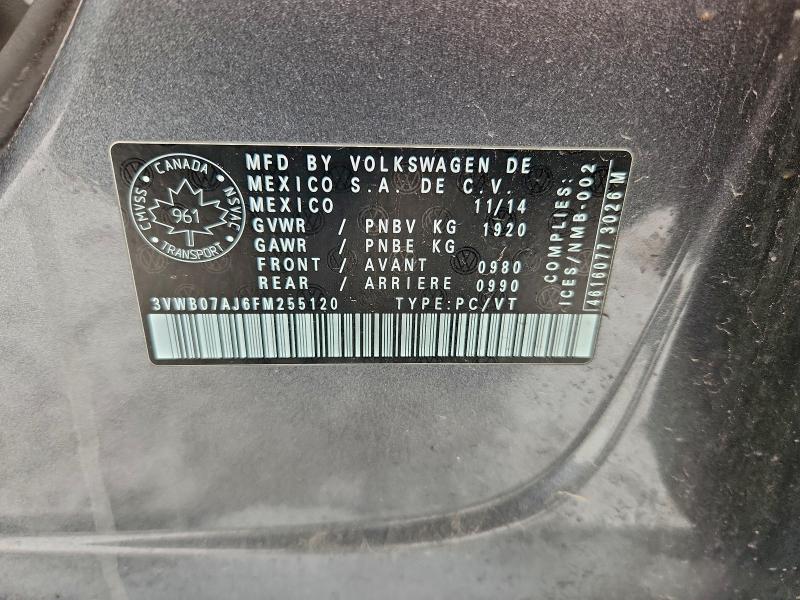 CANADA
CMVSS
NSVAC
961
TRANSPORT
MFD BY VOLKSWAGEN DE
MEXICO S.A. DE C.V.
MEXICO 11/14
GVWR / PNBV KG 1920
GAWR / PNBE KG
FRONT / AVANT 0980
REAR / ARRIERE 0990
3VWB07AJ6FM255120 TYPE:PC/VT
COMPLIES:
ICES/NMB-002
4616077 3026 M